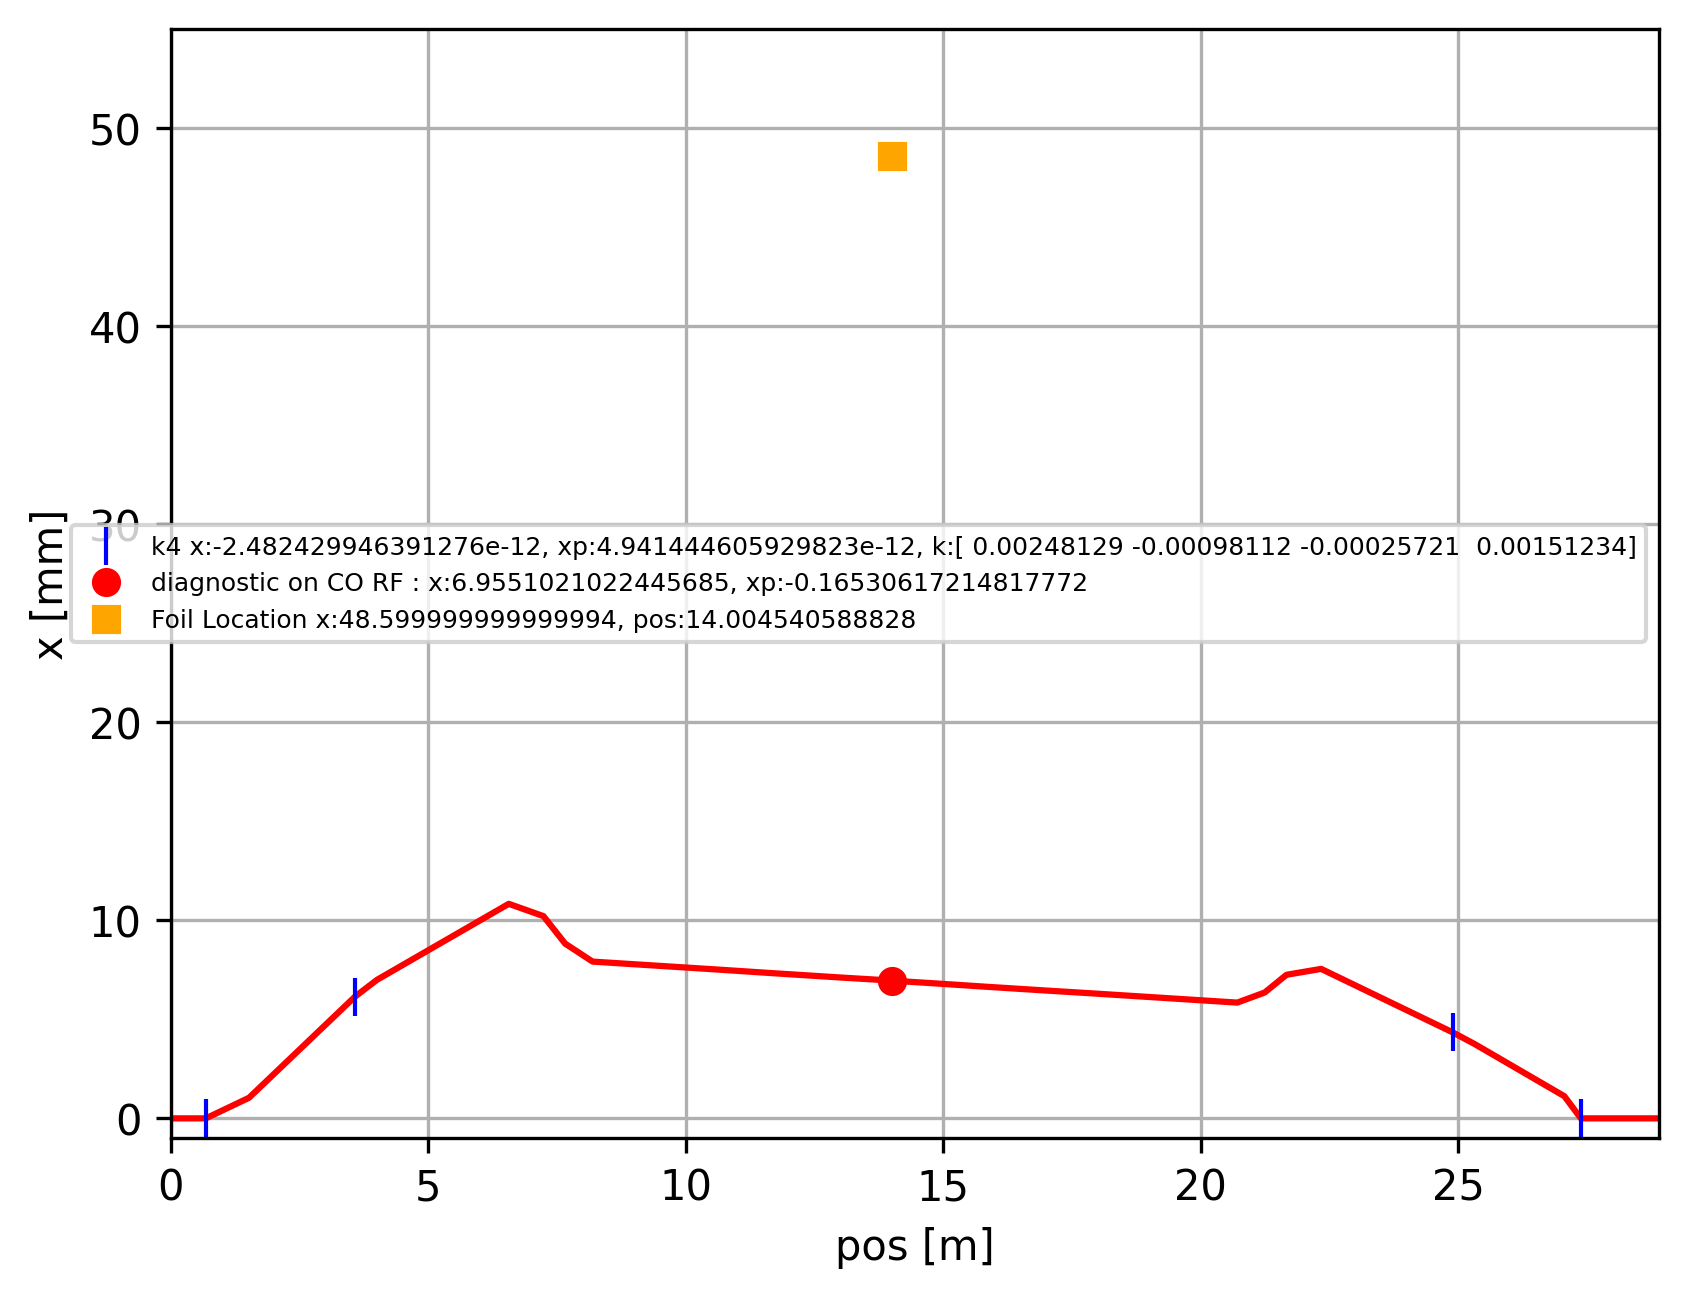 50
40
30
k4 x:-2.482429946391276e-12, xp:4.941444605929823e-12, k:[ 0.00248129 -0.00098112 -0.00025721  0.00151234]
diagnostic on CO RF : x:6.9551021022445685, xp:-0.16530617214817772
Foil Location x:48.599999999999994, pos:14.004540588828
x [mm]
20
10
0
0 5 10 15 20 25
pos [m]